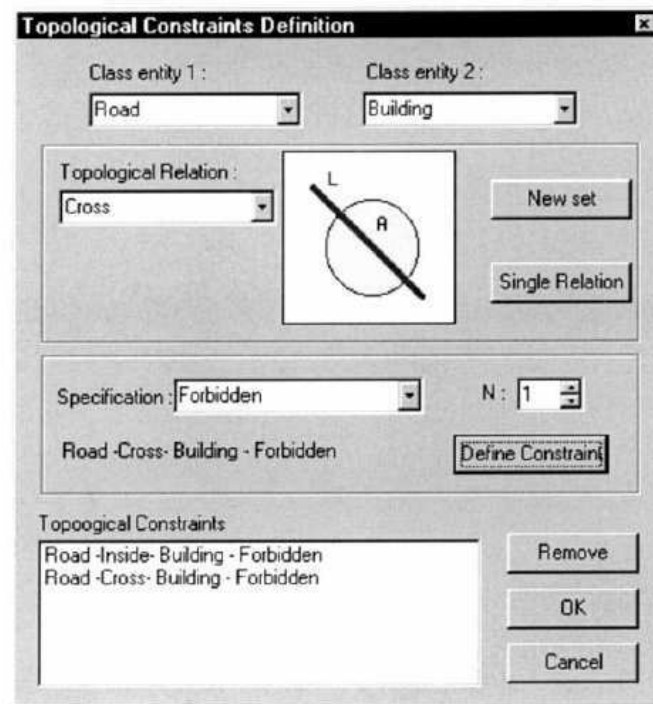 Topological Constraints Definition
Class entity 1 :
Class entity 2 :
Road
Building
Topological Relation :
Cross
L
A
New set
Single Relation
Specification :
Forbidden
N :
1
Road -Cross- Building - Forbidden
Define Constraint
Topoogical Constraints
Road -Inside- Building - Forbidden
Road -Cross- Building - Forbidden
Remove
OK
Cancel